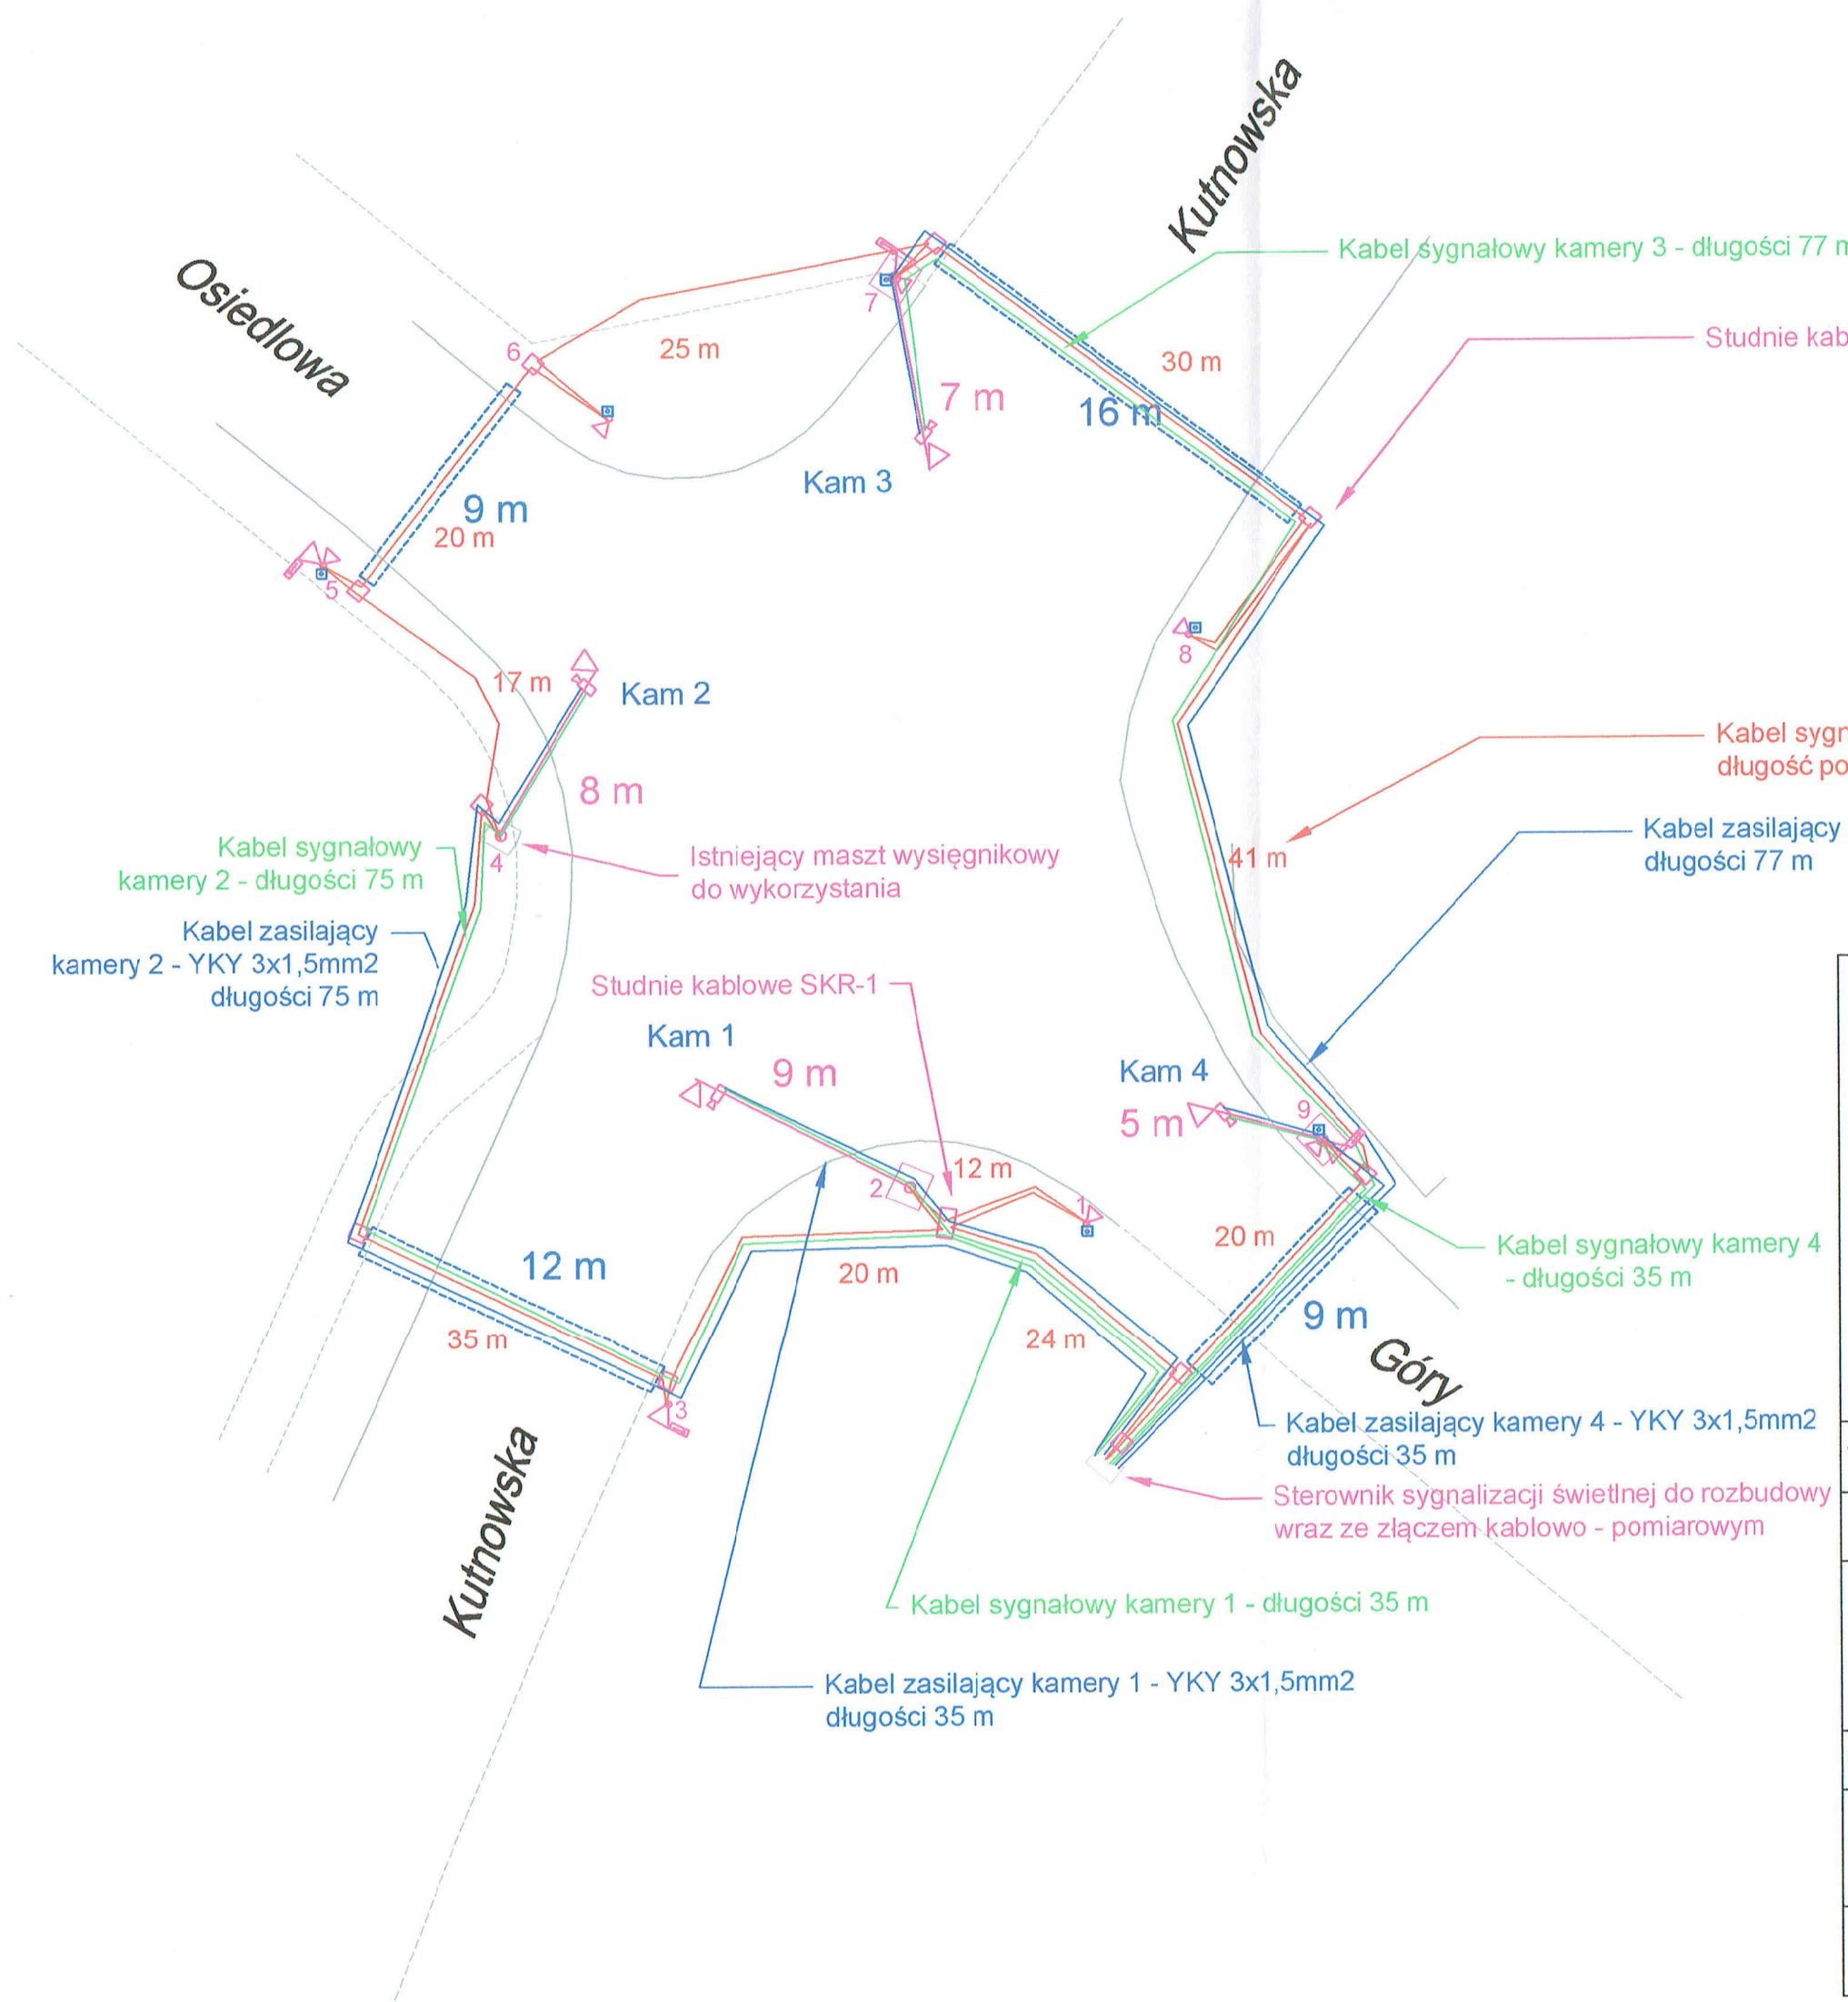 Kutnowska
Osiedlowa
Kabel sygnałowy kamery 3 - długości 77 m
7
6
25 m
30 m
Studnie kab
7 m
16 m
Kam 3
9 m
20 m
5
8
17 m
Kam 2
Kabel sygn
długość po
8 m
Kabel zasilający
długości 77 m
Kabel sygnałowy
kamery 2 - długości 75 m
4
Istniejący maszt wysięgnikowy
do wykorzystania
41 m
Kabel zasilający
kamery 2 - YKY 3x1,5mm2
długości 75 m
Studnie kablowe SKR-1
Kam 1
9 m
Kam 4
5 m
9
2
12 m
1
20 m
Kabel sygnałowy kamery 4
- długości 35 m
12 m
20 m
9 m
35 m
24 m
Góry
3
Kabel zasilający kamery 4 - YKY 3x1,5mm2
długości 35 m
Kutnowska
Sterownik sygnalizacji świetlnej do rozbudowy
wraz ze złączem kablowo - pomiarowym
Kabel sygnałowy kamery 1 - długości 35 m
Kabel zasilający kamery 1 - YKY 3x1,5mm2
długości 35 m